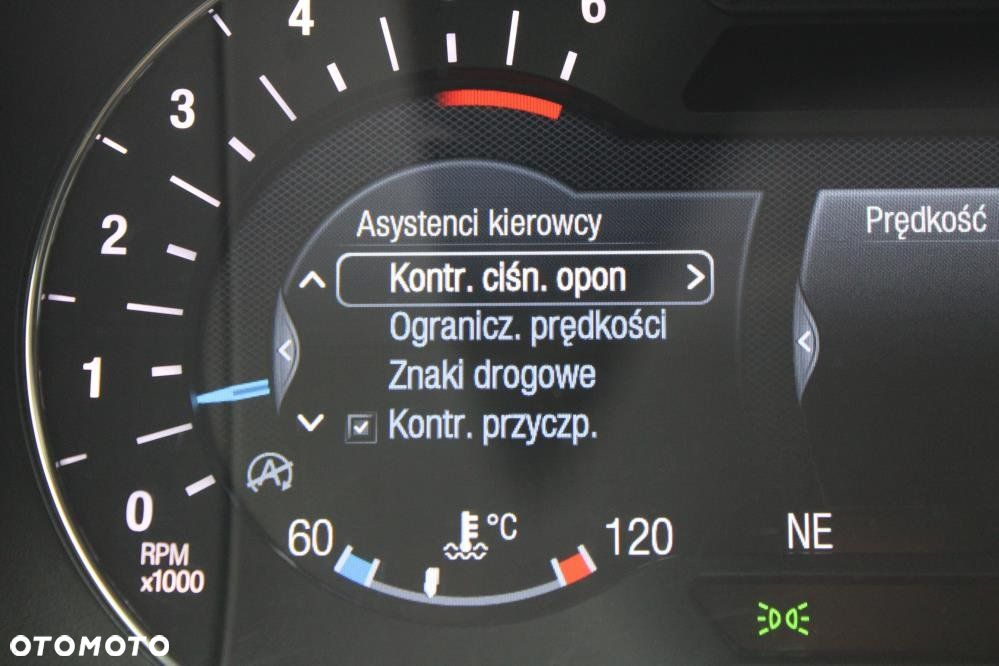 4
6
3
2
1
0
RPM
x1000
Asystenci kierowcy
Kontr. ciśn. opon
Ogranicz. prędkości
Znaki drogowe
Kontr. przyczp.
Prędkość
A
60
°C
120
NE
OTOMOTO